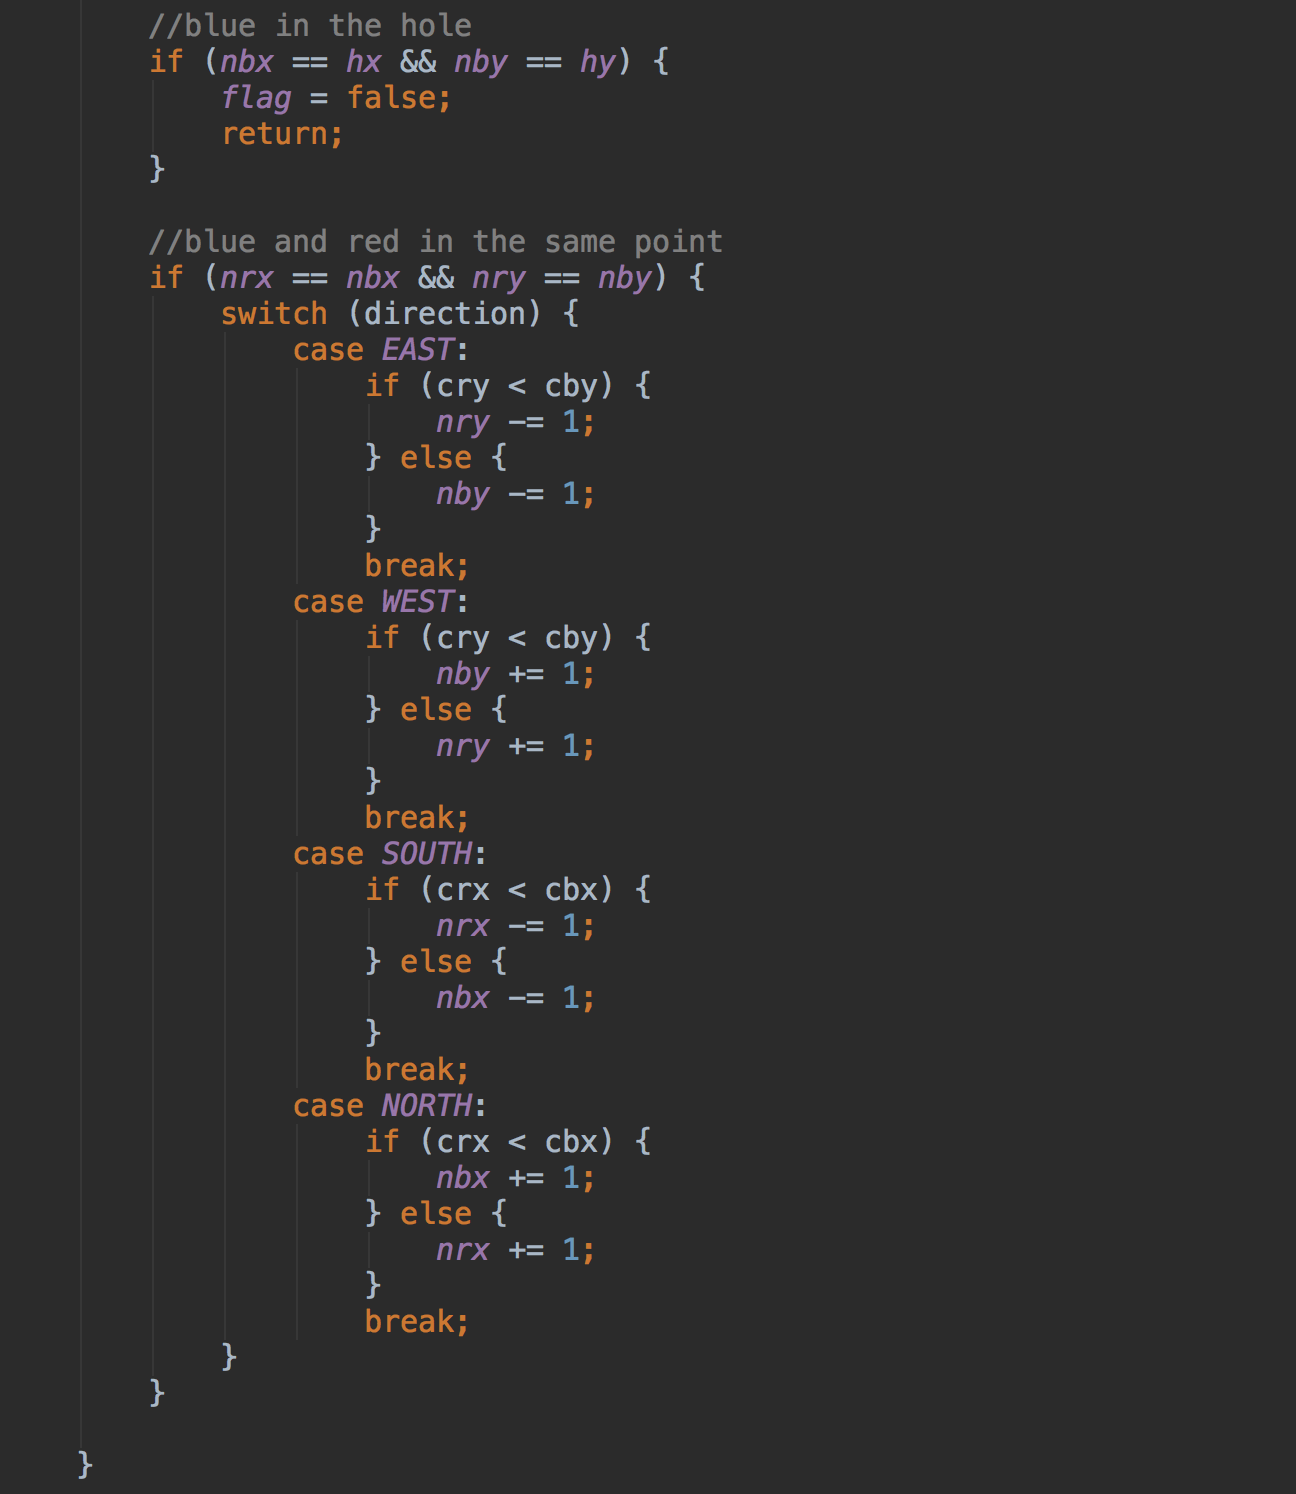 //blue in the hole
if (nbx == hx && nby == hy) {
    flag = false;
    return;
}

//blue and red in the same point
if (nrx == nbx && nry == nby) {
    switch (direction) {
        case EAST:
            if (cry < cby) {
                nry -= 1;
            } else {
                nby -= 1;
            }
            break;
        case WEST:
            if (cry < cby) {
                nby += 1;
            } else {
                nry += 1;
            }
            break;
        case SOUTH:
            if (crx < cbx) {
                nrx -= 1;
            } else {
                nbx -= 1;
            }
            break;
        case NORTH:
            if (crx < cbx) {
                nbx += 1;
            } else {
                nrx += 1;
            }
            break;
    }
}

}